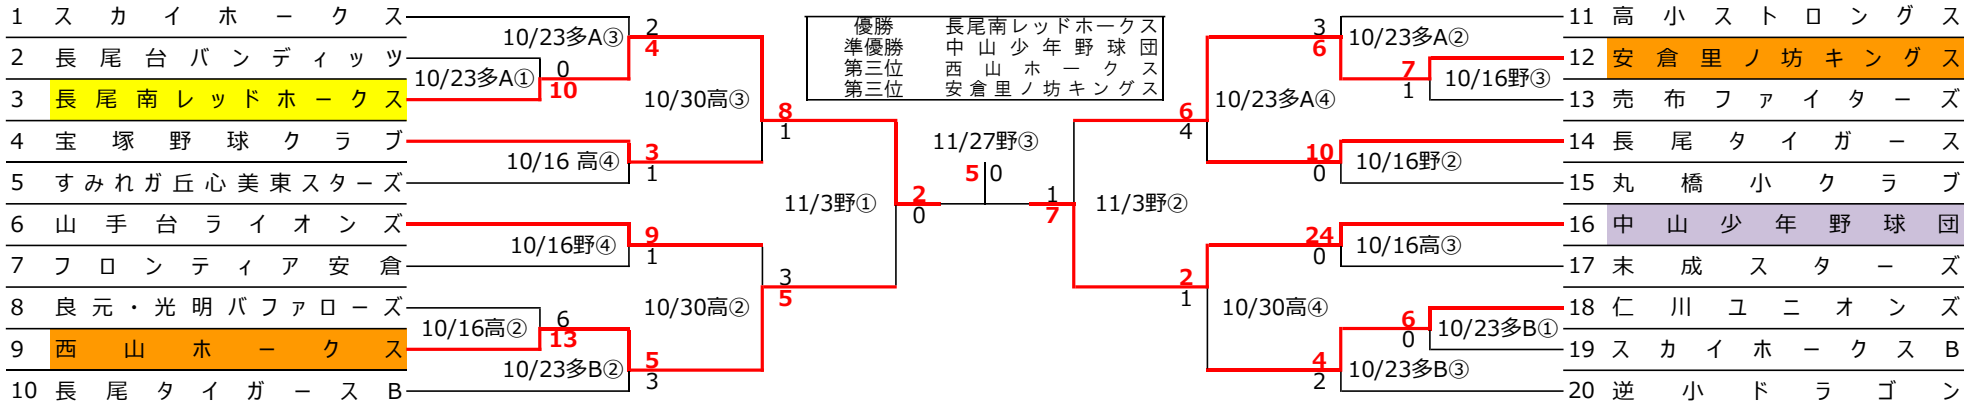 1 スカイホークス
2 長尾台バンディッツ
3 長尾南レッドホークス
4 宝塚野球クラブ
5 すみれガ丘心美東スターズ
6 山手台ライオンズ
7 フロンティア安倉
8 良元・光明バファローズ
9 西山ホークス
10 長尾タイガースB
10/23多A③
2
4
10/23多A①
0
10
10/30高③
10/16 高④
3
1
8
1
11/3野①
2
0
10/16野④
9
1
10/30高②
3
5
10/16高②
6
13
10/23多B②
5
3
優勝 長尾南レッドホークス
準優勝 中山少年野球団
第三位 西山ホークス
第三位 安倉里ノ坊キングス
11/27野③
5 0
1
7
11/3野②
6
4
10/23多A④
3
6
10/23多A②
7
1
10/16野③
10
0
10/16野②
24
0
10/16高③
2
1
10/30高④
6
0
10/23多B①
4
2
10/23多B③
11 高小ストロングス
12 安倉里ノ坊キングス
13 売布ファイターズ
14 長尾タイガース
15 丸橋小クラブ
16 中山少年野球団
17 末成スターズ
18 仁川ユニオンズ
19 スカイホークスB
20 逆小ドラゴン